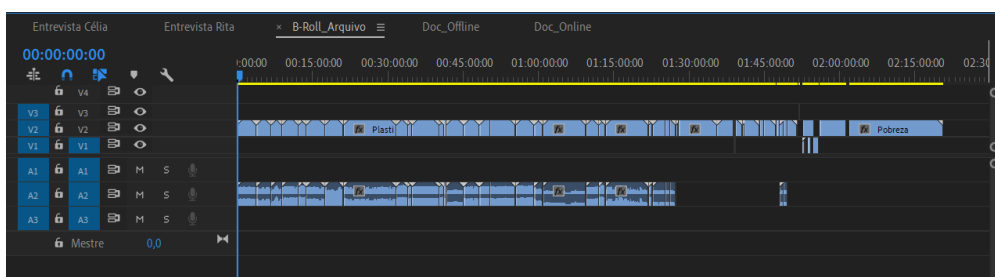 Entrevista Célia Entrevista Rita × B-Roll_Arquivo ≡ Doc_Offline Doc_Online
00:00:00:00
:00:00 00:15:00:00 00:30:00:00 00:45:00:00 01:00:00:00 01:15:00:00 01:30:00:00 01:45:00:00 02:00:00:00 02:15:00:00 02:30
V4
V3 V3
V2 V2 fx Plasti fx fx fx fx Pobreza
V1 V1
A1 A1 M S
A2 A2 M S fx fx fx
A3 A3 M S
Mestre 0,0